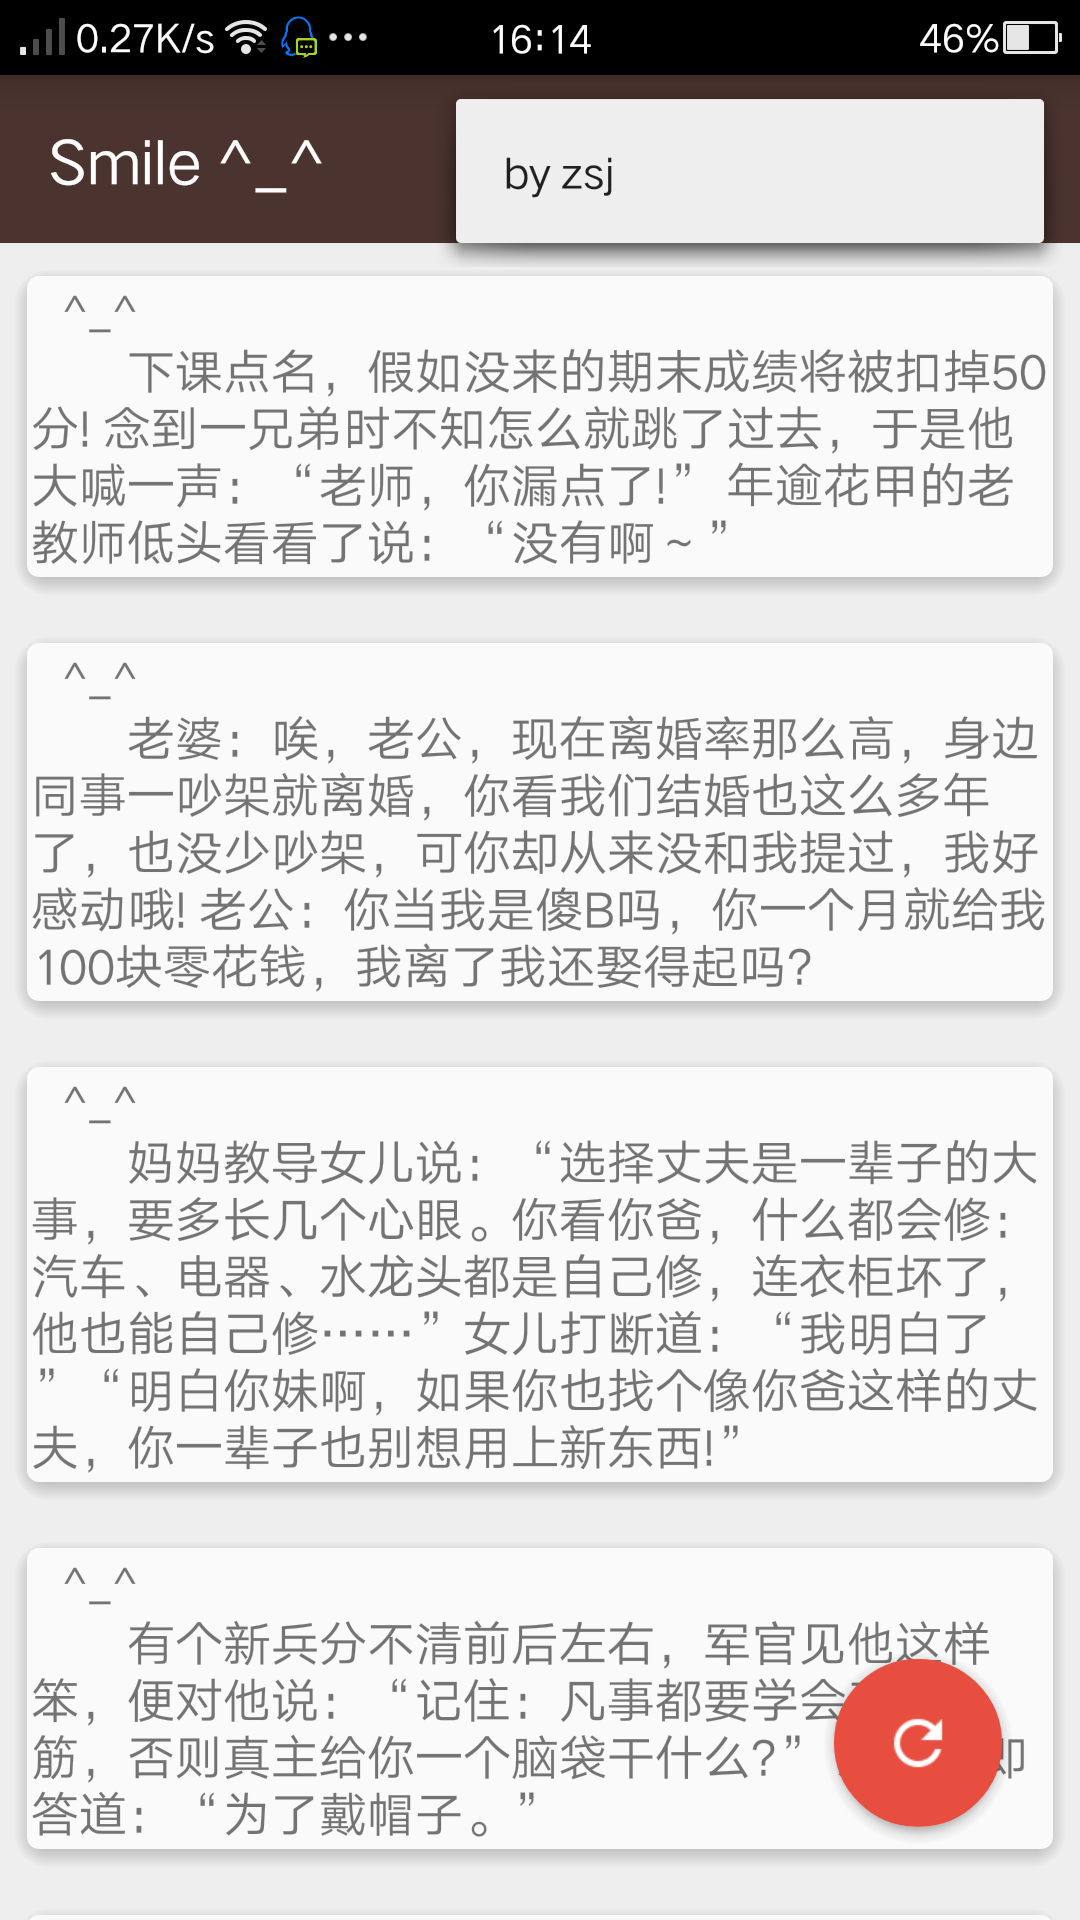 0.27K/s 16:14 46%
Smile ^_^
by zsj
^_^
下课点名，假如没来的期末成绩将被扣掉50
分! 念到一兄弟时不知怎么就跳了过去，于是他
大喊一声：“老师，你漏点了!” 年逾花甲的老
教师低头看看了说：“没有啊～”
^_^
老婆：唉，老公，现在离婚率那么高，身边
同事一吵架就离婚，你看我们结婚也这么多年
了，也没少吵架，可你却从来没和我提过，我好
感动哦! 老公：你当我是傻B吗，你一个月就给我
100块零花钱，我离了我还娶得起吗?
^_^
妈妈教导女儿说：“选择丈夫是一辈子的大
事，要多长几个心眼。你看你爸，什么都会修：
汽车、电器、水龙头都是自己修，连衣柜坏了，
他也能自己修……”女儿打断道：“我明白了
”“明白你妹啊，如果你也找个像你爸这样的丈
夫，你一辈子也别想用上新东西!”
^_^
有个新兵分不清前后左右，军官见他这样
笨，便对他说：“记住：凡事都要学会
筋，否则真主给你一个脑袋干什么?” 即
答道：“为了戴帽子。”